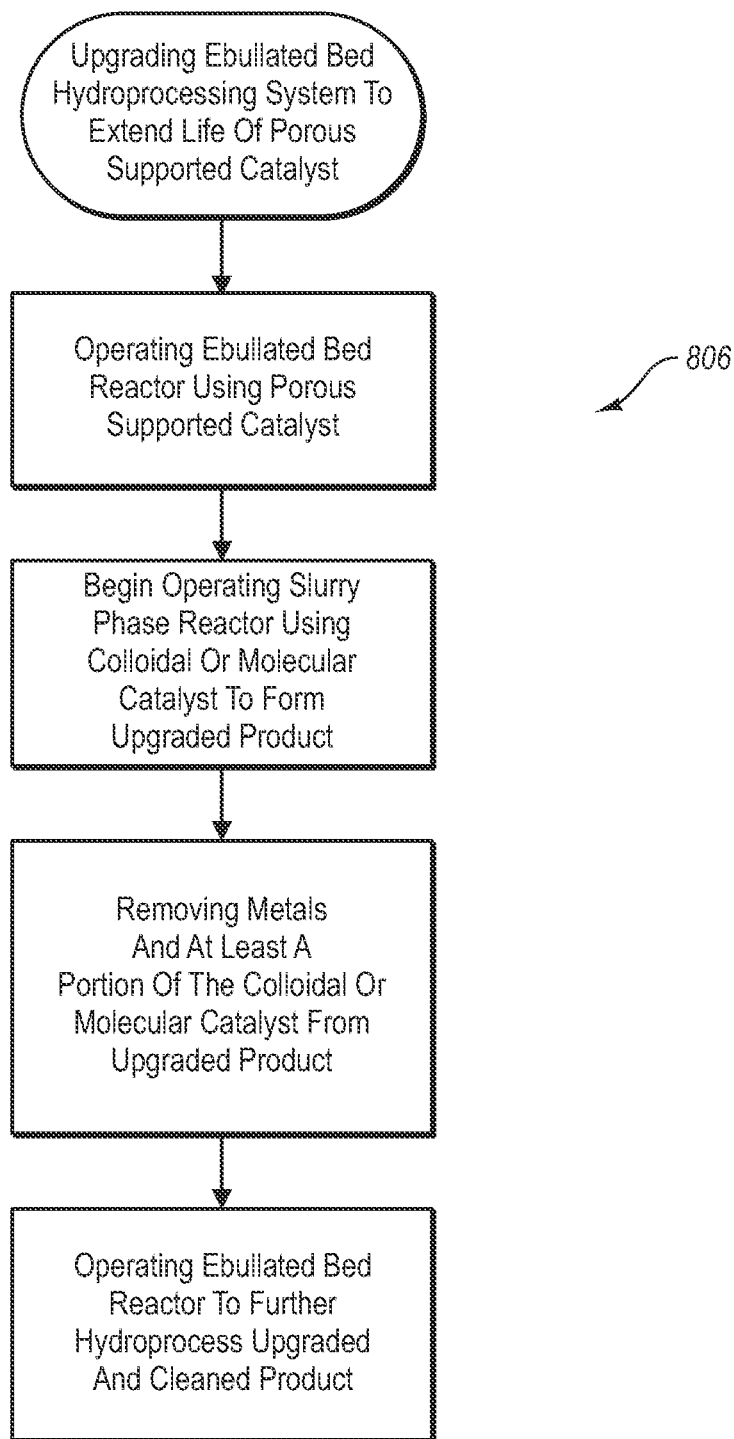 Upgrading Ebullated Bed
Hydroprocessing System To
Extend Life Of Porous
Supported Catalyst
Operating Ebullated Bed
Reactor Using Porous
Supported Catalyst
806
Begin Operating Slurry
Phase Reactor Using
Colloidal Or Molecular
Catalyst To Form
Upgraded Product
Removing Metals
And At Least A
Portion Of The Colloidal Or
Molecular Catalyst From
Upgraded Product
Operating Ebullated Bed
Reactor To Further
Hydroprocess Upgraded
And Cleaned Product